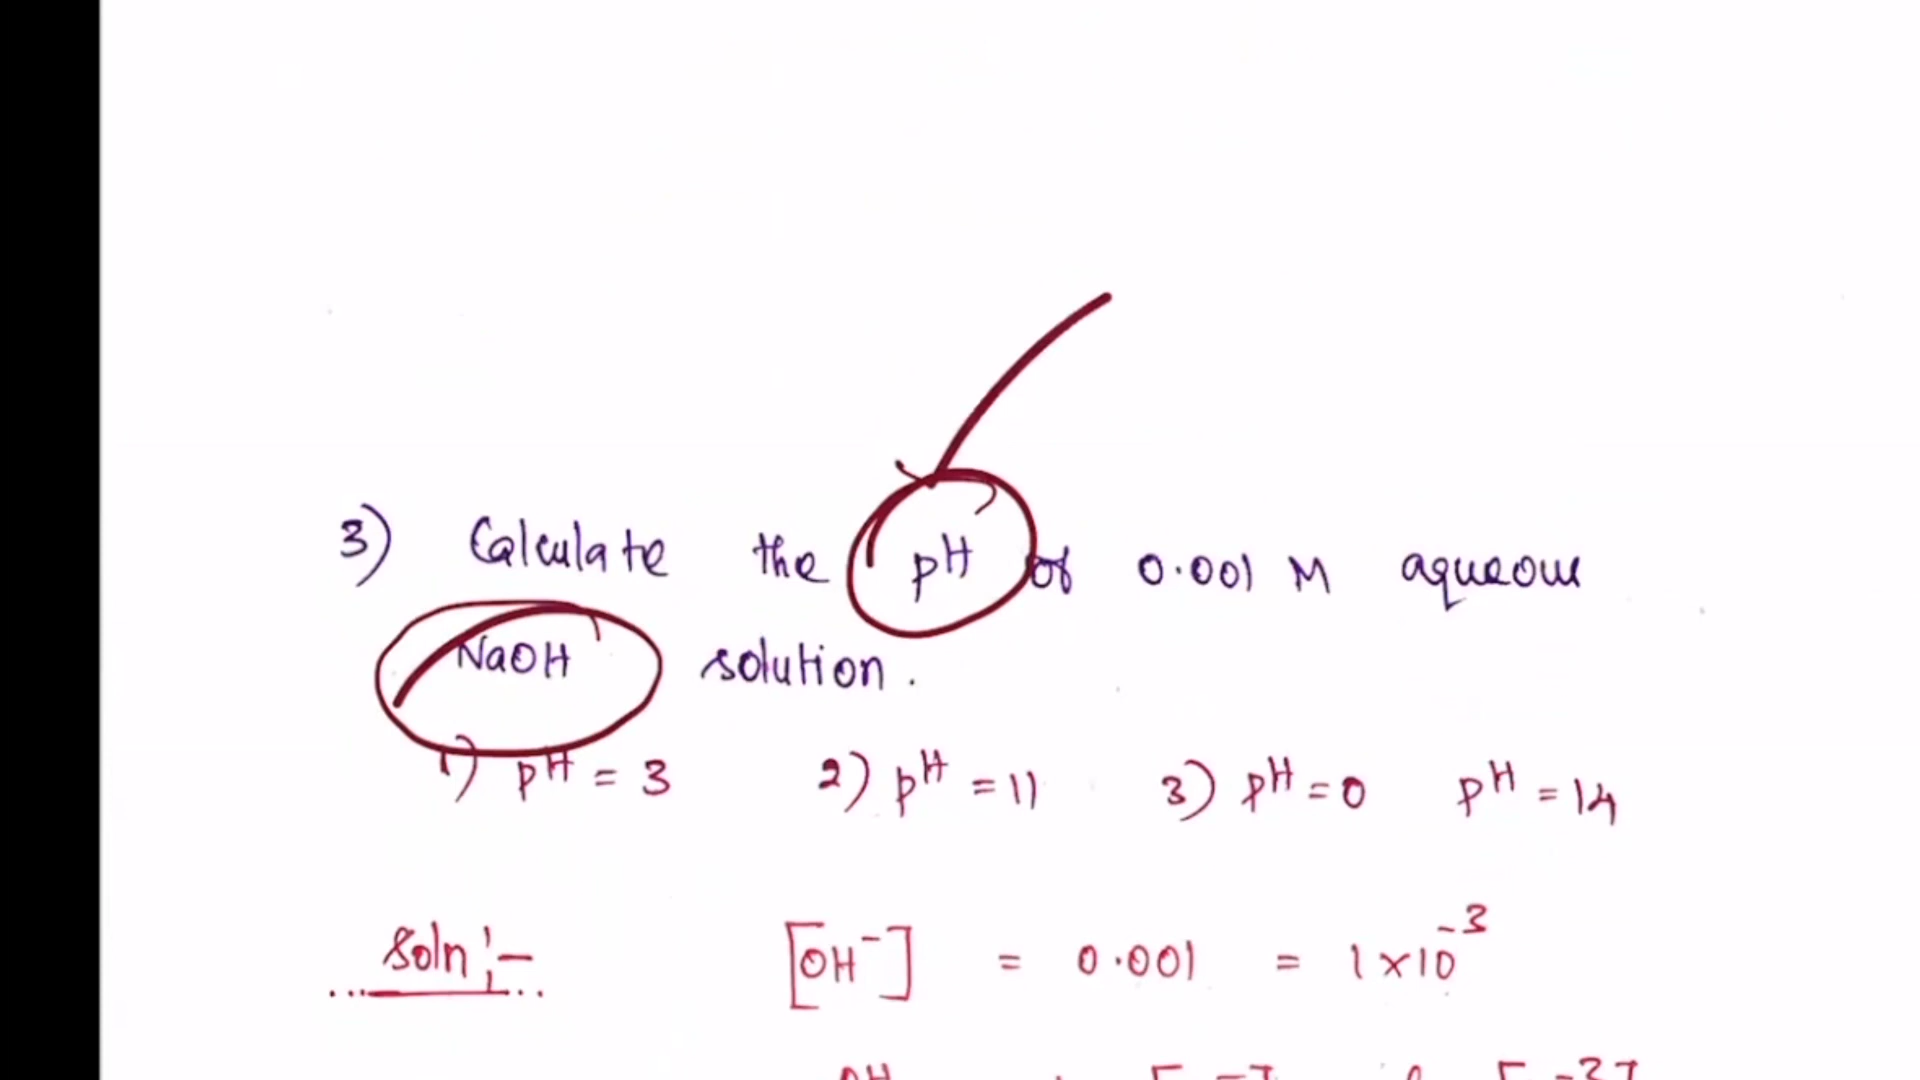 3) Calculate the pH of 0.001 M aqueous
NaOH solution.
1) pH = 3 2) pH = 11 3) pH = 0 pH = 14
Soln :- [OH⁻] = 0.001 = 1 × 10⁻³